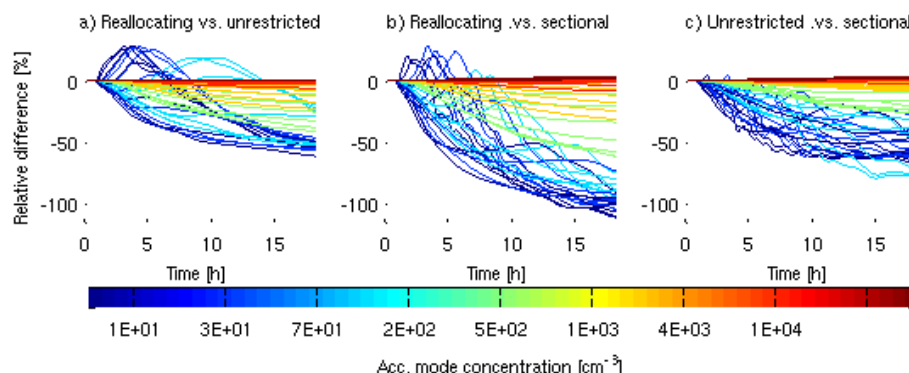 a) Reallocating vs. unrestricted
b) Reallocating .vs. sectional
c) Unrestricted .vs. sectional
Relative difference [%]
0
-50
-100
0 5 10 15
Time [h]
0
-50
-100
0 5 10 15
Time [h]
0
-50
-100
0 5 10 15
Time [h]
1E+01 3E+01 7E+01 2E+02 5E+02 1E+03 4E+03 1E+04
Acc. mode concentration [cm⁻³]